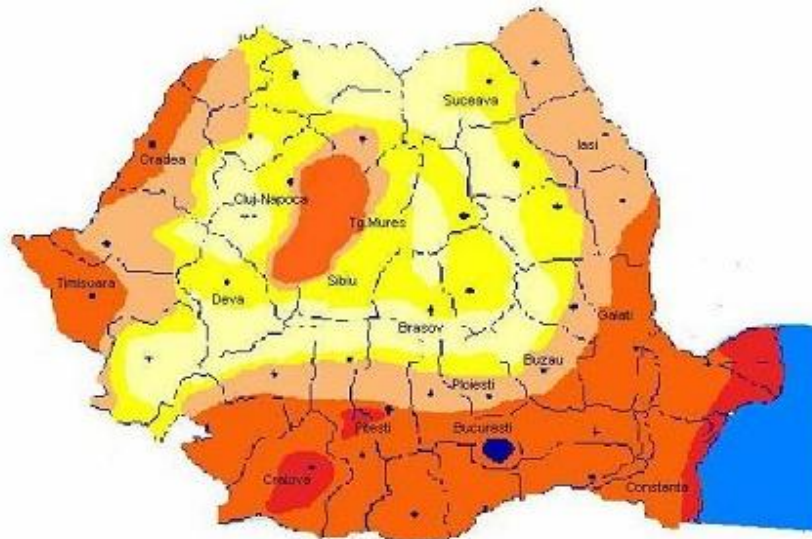 Suceava
Iasi
Oradea
Cluj-Napoca
Tg.Mures
Timisoara
Deva
Sibiu
Brasov
Galati
Buzau
Ploiesti
Pitesti
Bucuresti
Craiova
Constanta